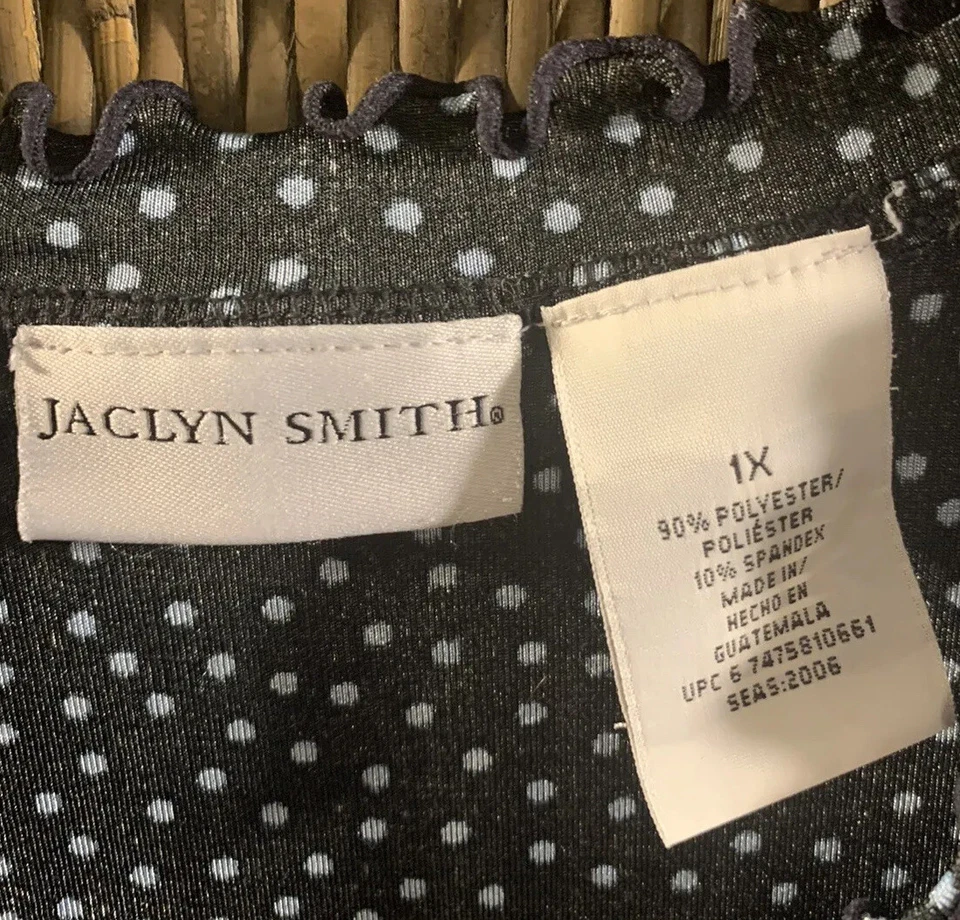 JACLYN SMITH®
1X
90% POLYESTER/
POLIÉSTER
10% SPANDEX
MADE IN/
HECHO EN
GUATEMALA
UPC 6 7475810661
SEAS:2006